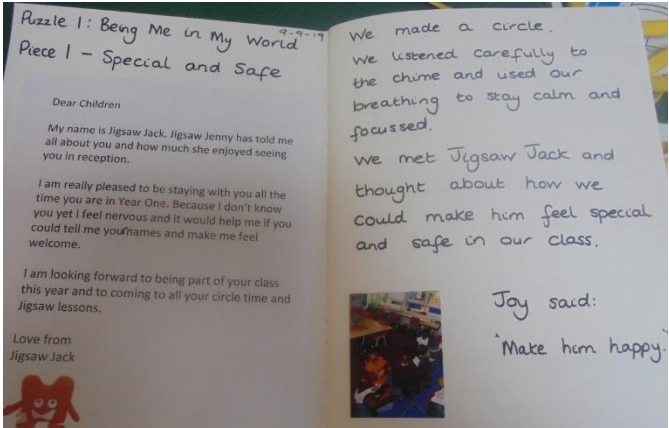 Puzzle 1: Being Me in My World
9-9-19
Piece 1 - Special and Safe
Dear Children
My name is Jigsaw Jack. Jigsaw Jenny has told me
all about you and how much she enjoyed seeing
you in reception.
I am really pleased to be staying with you all the
time you are in Year One. Because I don't know
you yet I feel nervous and it would help me if you
could tell me your names and make me feel
welcome.
I am looking forward to being part of your class
this year and to coming to all your circle time and
Jigsaw lessons.
Love from
Jigsaw Jack
We made a circle.
We listened carefully to
the chime and used our
breathing to stay calm and
focussed.
We met Jigsaw Jack and
thought about how we
could make him feel special
and safe in our class.
Joy said:
"Make him happy."